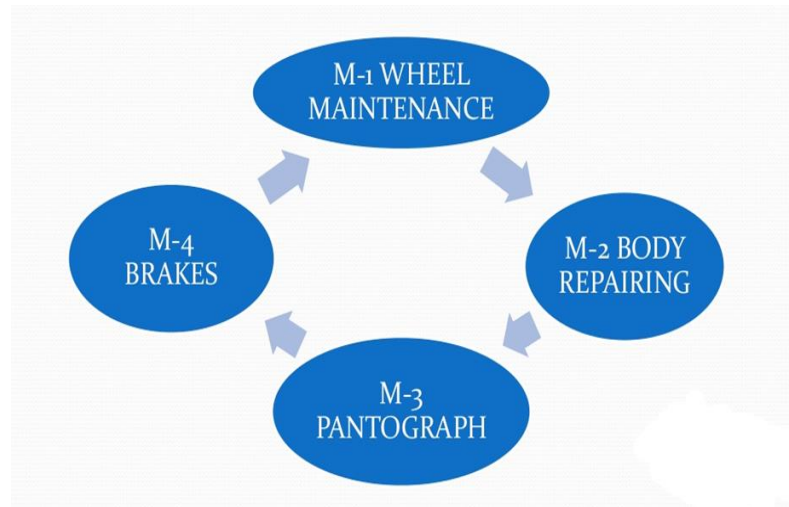 M-1 WHEEL
MAINTENANCE
M-2 BODY
REPAIRING
M-3
PANTOGRAPH
M-4
BRAKES